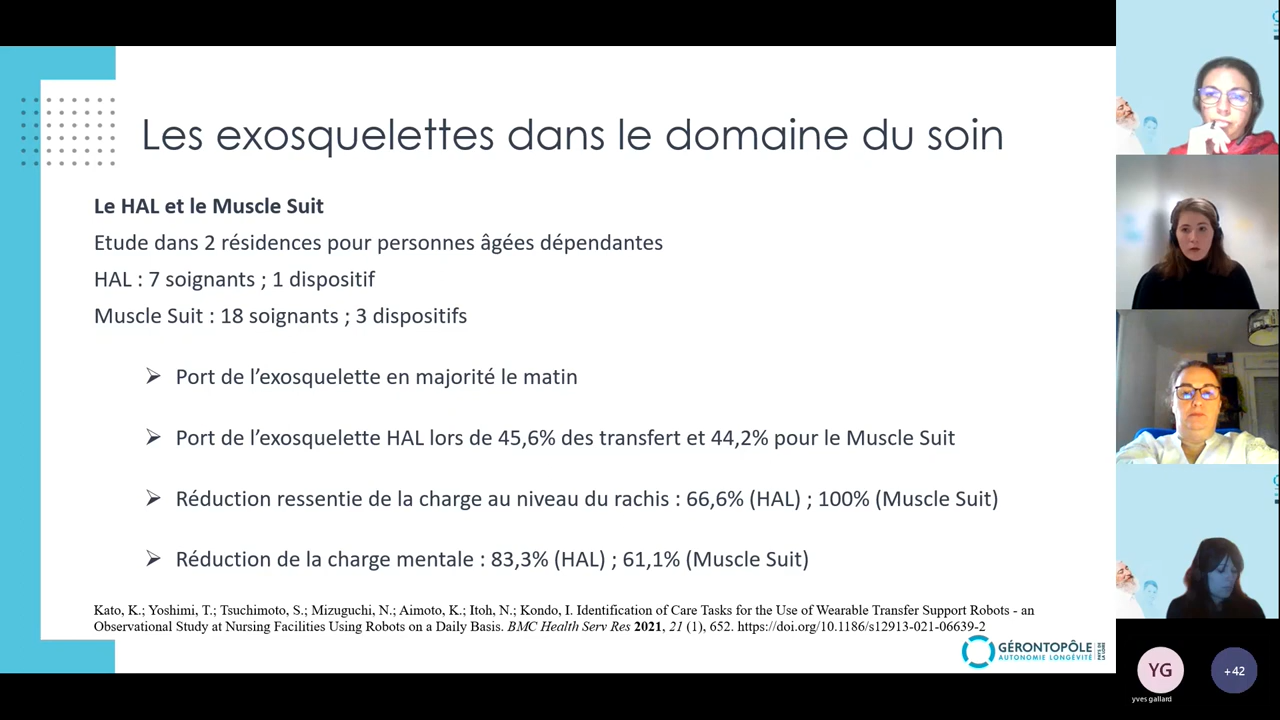 Les exosquelettes dans le domaine du soin
Le HAL et le Muscle Suit
Etude dans 2 résidences pour personnes âgées dépendantes
HAL : 7 soignants ; 1 dispositif
Muscle Suit : 18 soignants ; 3 dispositifs
Port de l’exosquelette en majorité le matin
Port de l’exosquelette HAL lors de 45,6% des transfert et 44,2% pour le Muscle Suit
Réduction ressentie de la charge au niveau du rachis : 66,6% (HAL) ; 100% (Muscle Suit)
Réduction de la charge mentale : 83,3% (HAL) ; 61,1% (Muscle Suit)
Kato, K.; Yoshimi, T.; Tsuchimoto, S.; Mizuguchi, N.; Aimoto, K.; Itoh, N.; Kondo, I. Identification of Care Tasks for the Use of Wearable Transfer Support Robots - an
Observational Study at Nursing Facilities Using Robots on a Daily Basis. BMC Health Serv Res 2021, 21 (1), 652. https://doi.org/10.1186/s12913-021-06639-2
GÉRONTOPÔLE
AUTONOMIE LONGÉVITÉ
PAYS DE
LA LOIRE
YG
+42
yves gallard